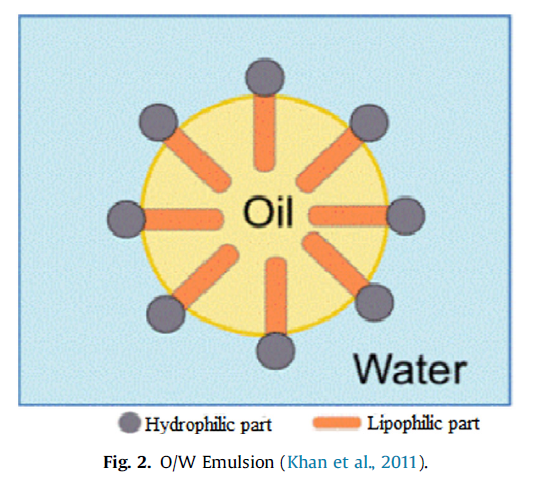 Oil
Water
Hydrophilic part
Lipophilic part
Fig. 2. O/W Emulsion (Khan et al., 2011).